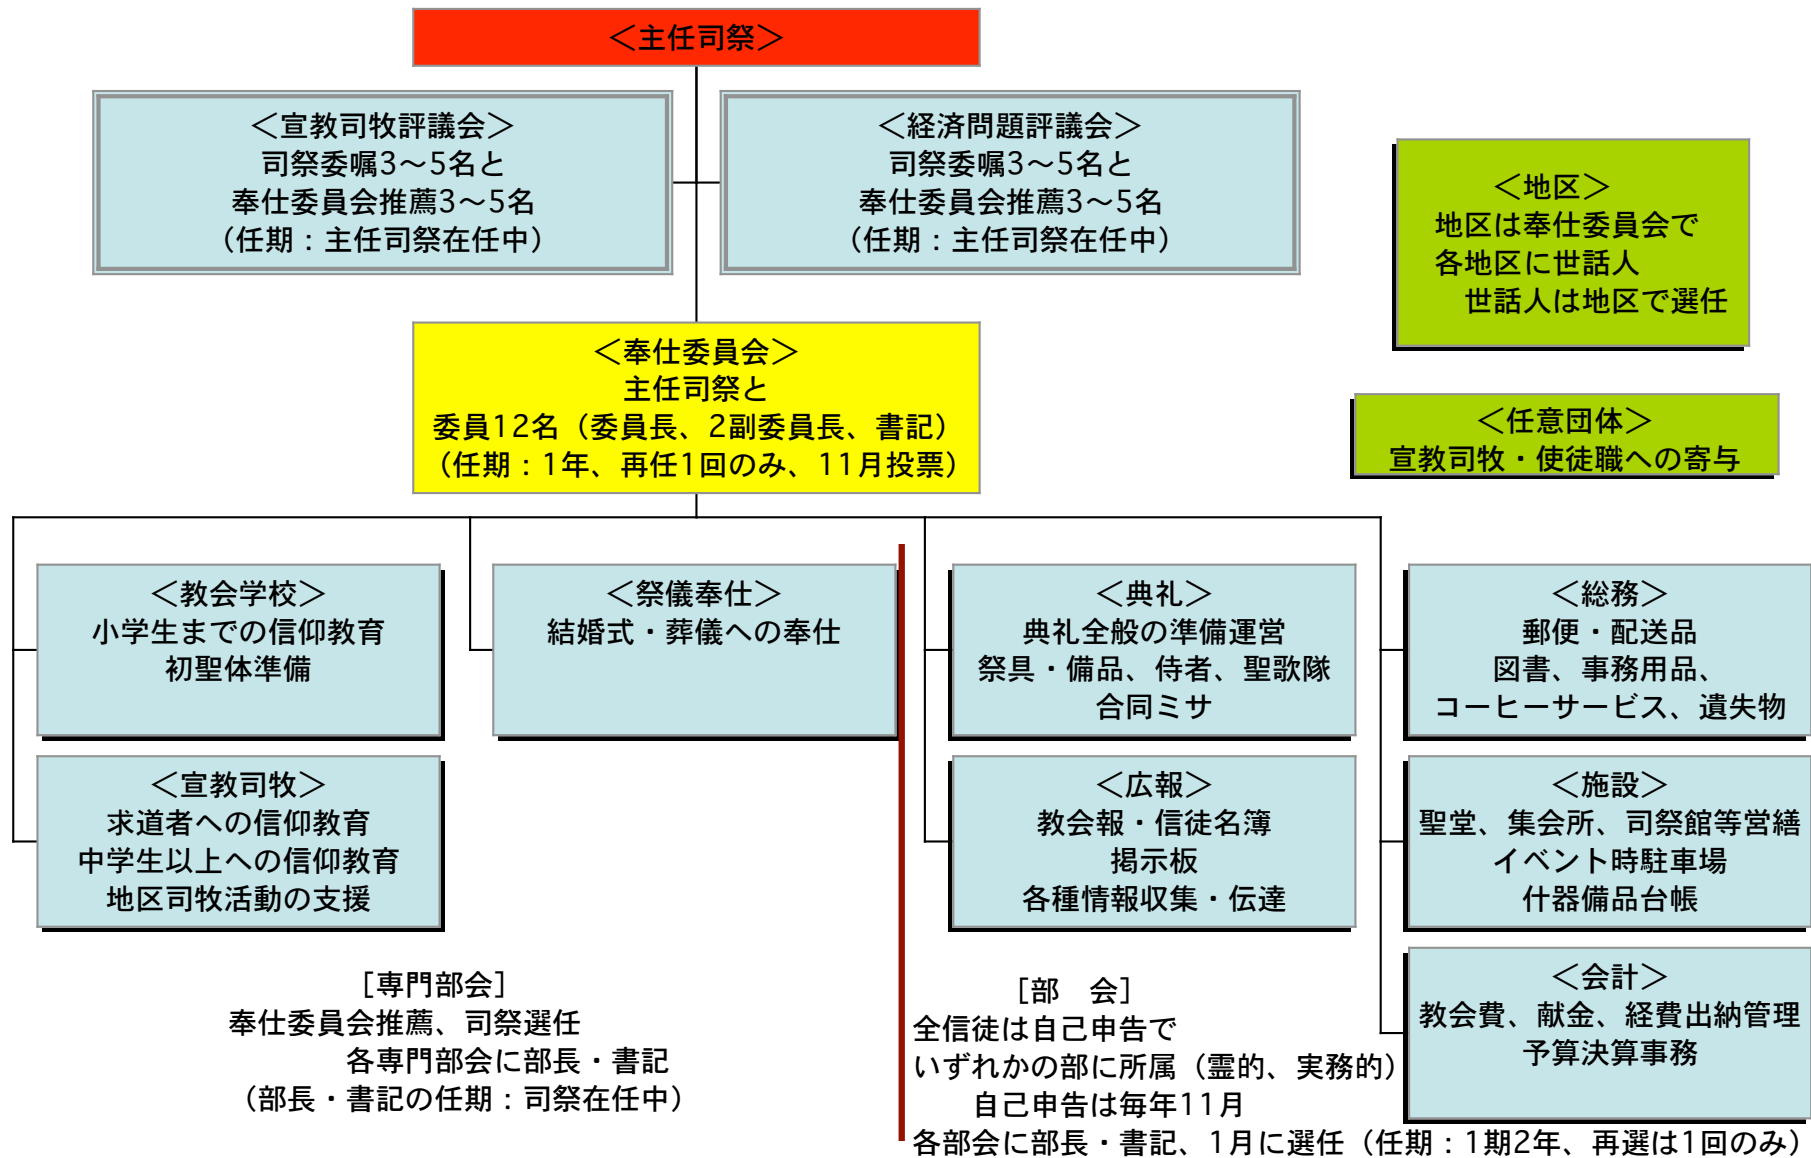 ＜主任司祭＞
＜宣教司牧評議会＞
司祭委嘱3〜5名と
奉仕委員会推薦3〜5名
（任期：主任司祭在任中）
＜経済問題評議会＞
司祭委嘱3〜5名と
奉仕委員会推薦3〜5名
（任期：主任司祭在任中）
＜地区＞
地区は奉仕委員会で
各地区に世話人
世話人は地区で選任
＜奉仕委員会＞
主任司祭と
委員12名（委員長、2副委員長、書記）
（任期：1年、再任1回のみ、11月投票）
＜任意団体＞
宣教司牧・使徒職への寄与
＜教会学校＞
小学生までの信仰教育
初聖体準備
＜祭儀奉仕＞
結婚式・葬儀への奉仕
＜典礼＞
典礼全般の準備運営
祭具・備品、侍者、聖歌隊
合同ミサ
＜総務＞
郵便・配送品
図書、事務用品、
コーヒーサービス、遺失物
＜宣教司牧＞
求道者への信仰教育
中学生以上への信仰教育
地区司牧活動の支援
＜広報＞
教会報・信徒名簿
掲示板
各種情報収集・伝達
＜施設＞
聖堂、集会所、司祭館等営繕
イベント時駐車場
什器備品台帳
＜会計＞
教会費、献金、経費出納管理
予算決算事務
［専門部会］
奉仕委員会推薦、司祭選任
各専門部会に部長・書記
（部長・書記の任期：司祭在任中）
［部　会］
全信徒は自己申告で
いずれかの部に所属（霊的、実務的）
自己申告は毎年11月
各部会に部長・書記、1月に選任（任期：1期2年、再選は1回のみ）